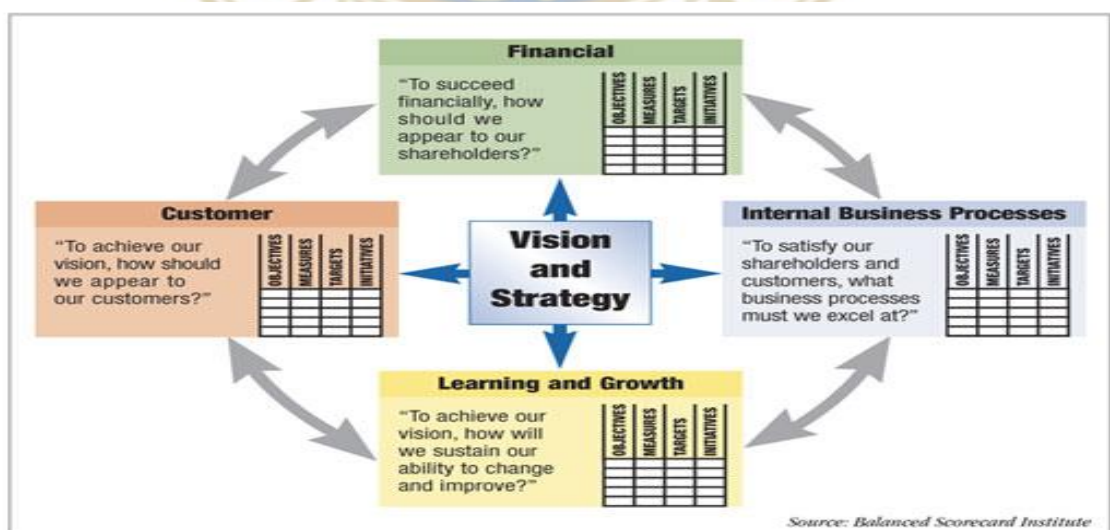 Financial
“To succeed
financially, how
should we
appear to our
shareholders?”
OBJECTIVES
MEASURES
TARGETS
INITIATIVES
Customer
“To achieve our
vision, how should
we appear to
our customers?”
OBJECTIVES
MEASURES
TARGETS
INITIATIVES
Vision
and
Strategy
Internal Business Processes
“To satisfy our
shareholders and
customers, what
business processes
must we excel at?”
OBJECTIVES
MEASURES
TARGETS
INITIATIVES
Learning and Growth
“To achieve our
vision, how will
we sustain our
ability to change
and improve?”
OBJECTIVES
MEASURES
TARGETS
INITIATIVES
Source: Balanced Scorecard Institute